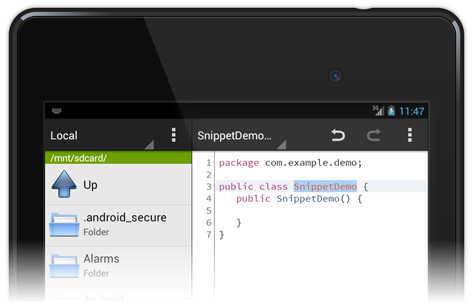 3G 11:47
Local
SnippetDemo...
/mnt/sdcard/
Up
.android_secure
Folder
Alarms
Folder
Android
1 package com.example.demo;
2
3 public class SnippetDemo {
4 public SnippetDemo() {
5
6 }
7 }